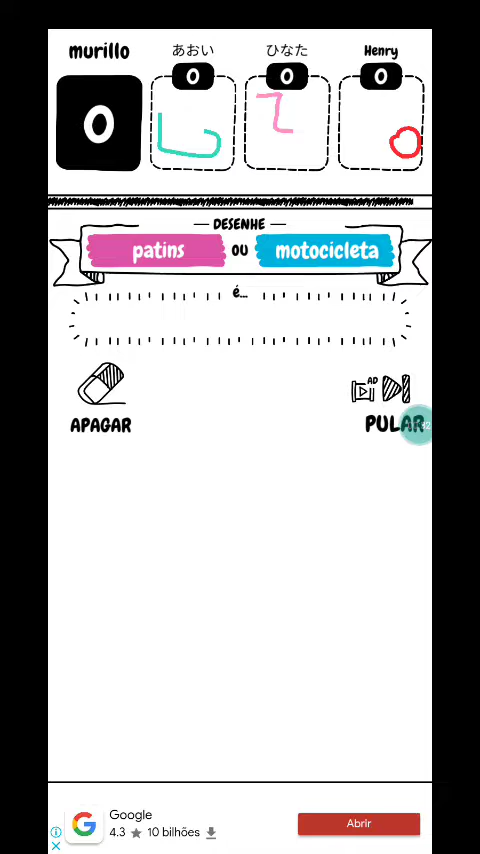 murillo
あおい
ひなた
Henry
0
0
0
0
DESENHE
patins ou motocicleta
é...
AD
APAGAR
PULAR
Google
4.3 ★ 10 bilhões
Abrir